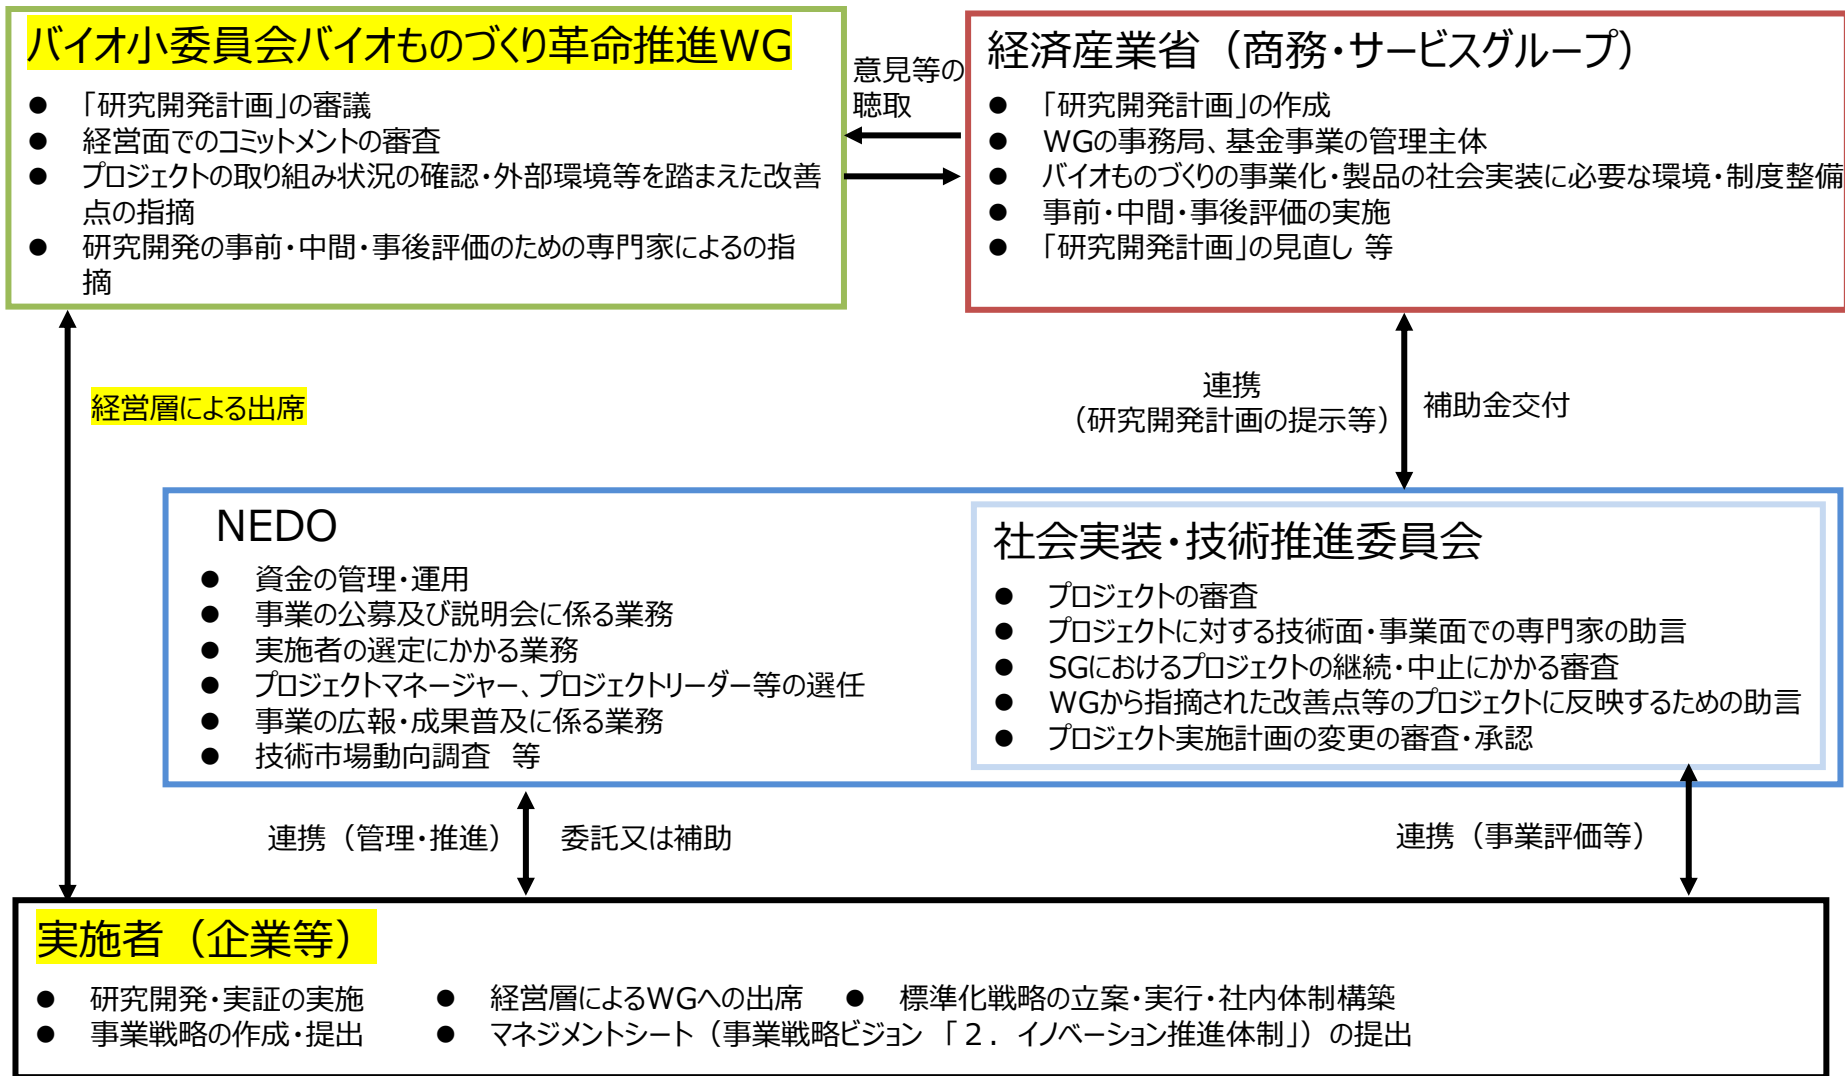 バイオ小委員会バイオものづくり革命推進WG
● 「研究開発計画」の審議
● 経営面でのコミットメントの審査
● プロジェクトの取り組み状況の確認・外部環境等を踏まえた改善
点の指摘
● 研究開発の事前・中間・事後評価のための専門家によるの指
摘
意見等の
聴取
経済産業省（商務・サービスグループ）
● 「研究開発計画」の作成
● WGの事務局、基金事業の管理主体
● バイオものづくりの事業化・製品の社会実装に必要な環境・制度整備
● 事前・中間・事後評価の実施
● 「研究開発計画」の見直し 等
経営層による出席
連携
（研究開発計画の提示等）
補助金交付
NEDO
● 資金の管理・運用
● 事業の公募及び説明会に係る業務
● 実施者の選定にかかる業務
● プロジェクトマネージャー、プロジェクトリーダー等の選任
● 事業の広報・成果普及に係る業務
● 技術市場動向調査 等
社会実装・技術推進委員会
● プロジェクトの審査
● プロジェクトに対する技術面・事業面での専門家の助言
● SGにおけるプロジェクトの継続・中止にかかる審査
● WGから指摘された改善点等のプロジェクトに反映するための助言
● プロジェクト実施計画の変更の審査・承認
連携（管理・推進）
委託又は補助
連携（事業評価等）
実施者（企業等）
● 研究開発・実証の実施 ● 経営層によるWGへの出席 ● 標準化戦略の立案・実行・社内体制構築
● 事業戦略の作成・提出 ● マネジメントシート（事業戦略ビジョン「２．イノベーション推進体制」）の提出